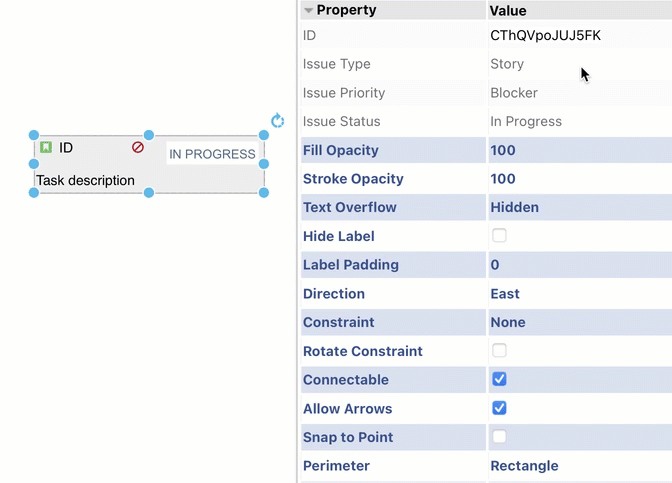 ID
IN PROGRESS
Task description
Property Value
ID CThQVpoJUJ5FK
Issue Type Story
Issue Priority Blocker
Issue Status In Progress
Fill Opacity 100
Stroke Opacity 100
Text Overflow Hidden
Hide Label
Label Padding 0
Direction East
Constraint None
Rotate Constraint
Connectable
Allow Arrows
Snap to Point
Perimeter Rectangle